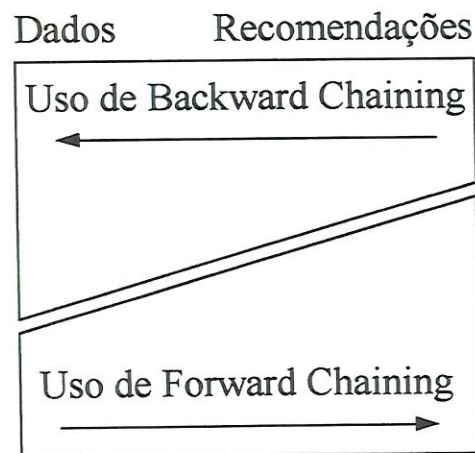 Dados Recomendações
Uso de Backward Chaining
Uso de Forward Chaining